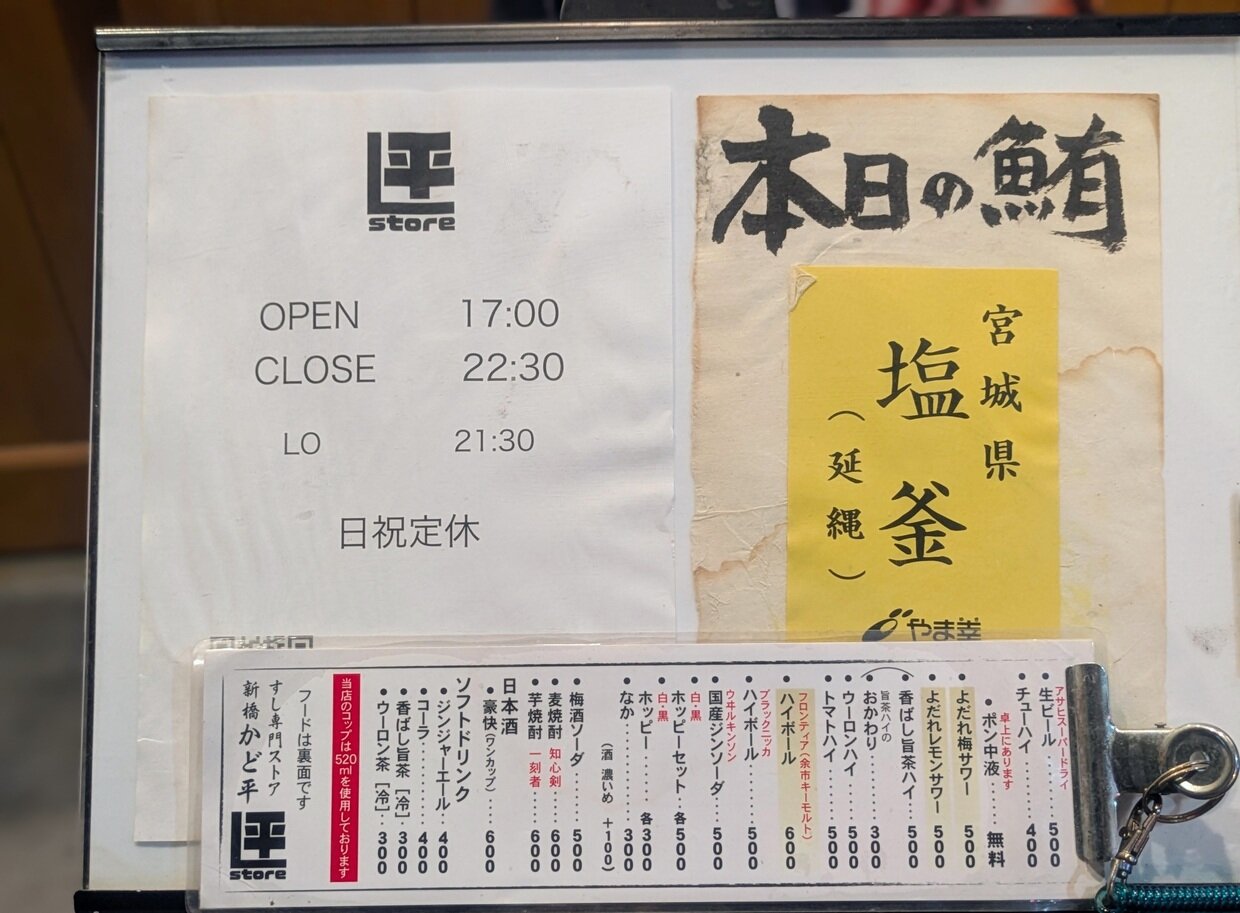 平
store
OPEN 17:00
CLOSE 22:30
LO 21:30
日祝定休
本日の鮪
宮城県
塩釜
（延縄）
やま幸
アサヒスーパードライ
・生ビール……500
・チューハイ……400
卓上にあります
・ポン中液……無料
・よだれ梅サワー…500
・よだれレモンサワー…500
・香ばし旨茶ハイ……500
旨茶ハイの
・（おかわり……300
・ウーロンハイ……500
・トマトハイ……500
フロンティア（余市キーモルト）
・ハイボール……600
ブラックニッカ
・ハイボール……500
ウヰルキンソン
・国産ジンソーダ…500
白・黒
・ホッピーセット…各500
白・黒
・ホッピー……各300
・なか……300
（酒 濃いめ +100）
・梅酒ソーダ……500
・麦焼酎 知心剣…600
・芋焼酎 一刻者…600
日本酒
・豪快（ワンカップ）…600
ソフトドリンク
・ジンジャーエール…400
・コーラ……400
・香ばし旨茶［冷］…300
・ウーロン茶［冷］…300
当店のコップは520mlを使用しております
フードは裏面です
すし専門ストア
新橋かど平
平
store